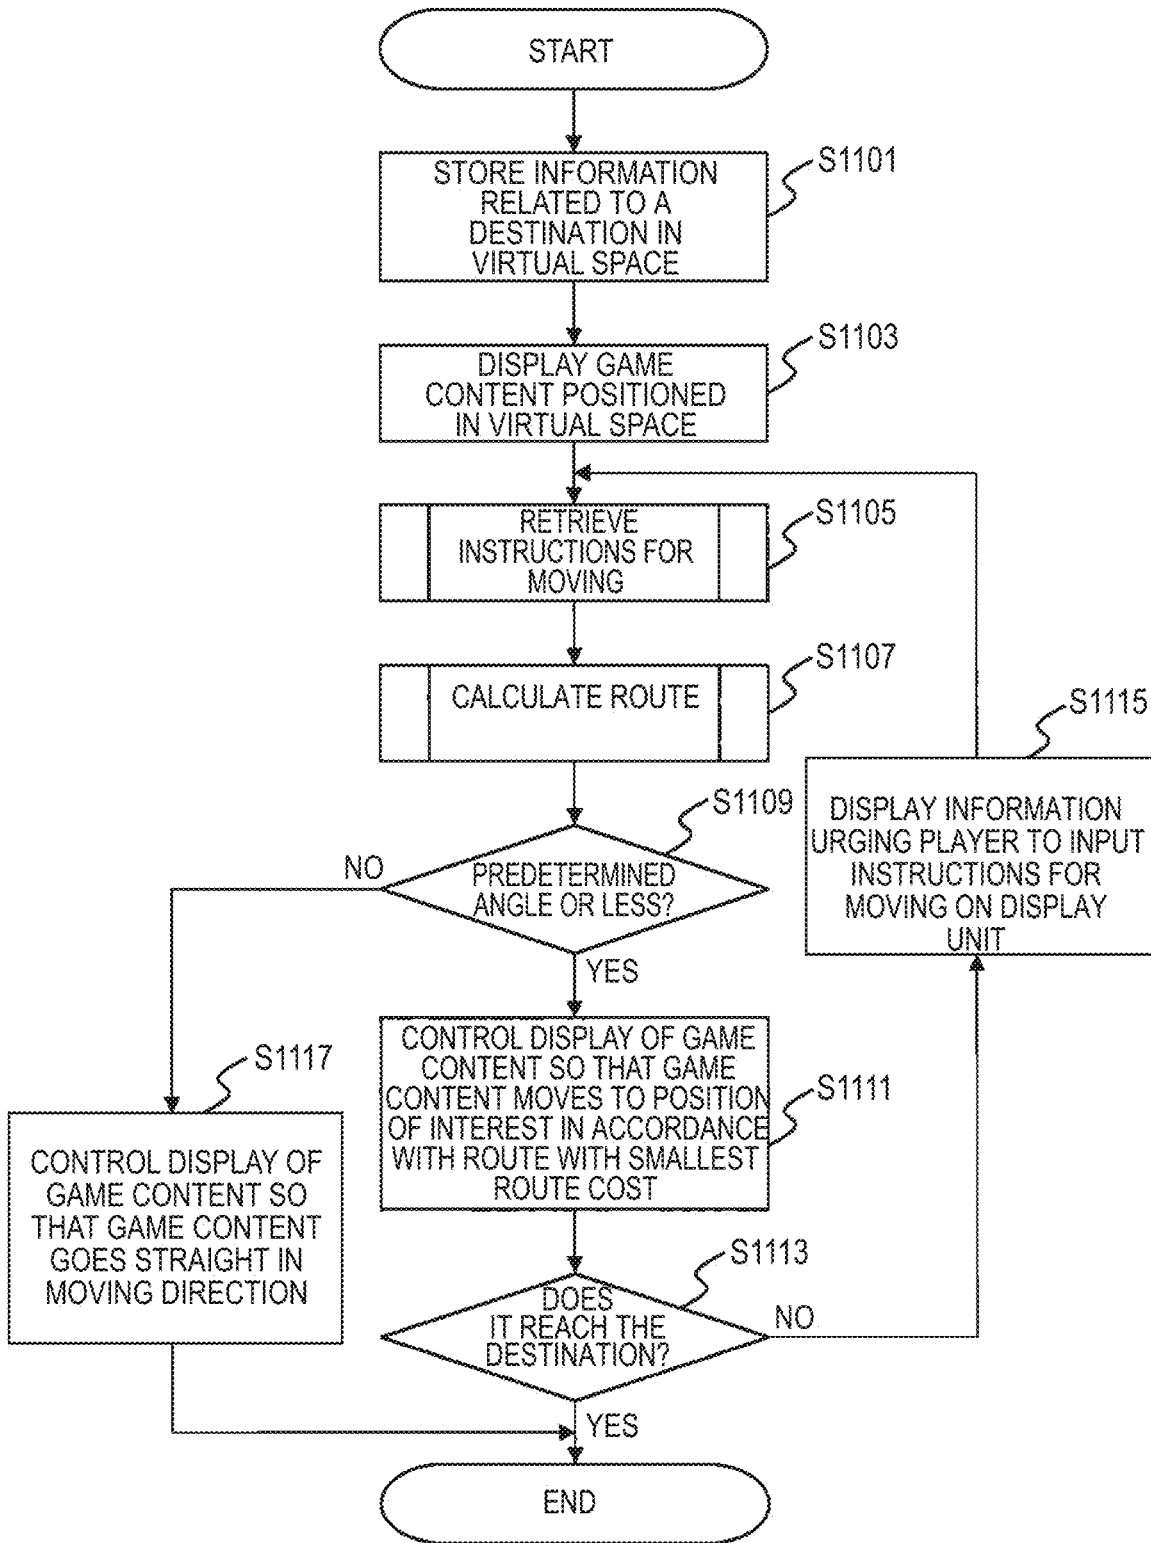 START
STORE INFORMATION
RELATED TO A
DESTINATION IN
VIRTUAL SPACE
S1101
DISPLAY GAME
CONTENT POSITIONED
IN VIRTUAL SPACE
S1103
RETRIEVE
INSTRUCTIONS FOR
MOVING
S1105
CALCULATE ROUTE
S1107
PREDETERMINED
ANGLE OR LESS?
S1109
NO
YES
CONTROL DISPLAY OF GAME
CONTENT SO THAT GAME
CONTENT MOVES TO POSITION
OF INTEREST IN ACCORDANCE
WITH ROUTE WITH SMALLEST
ROUTE COST
S1111
DOES
IT REACH THE
DESTINATION?
S1113
NO
YES
DISPLAY INFORMATION
URGING PLAYER TO INPUT
INSTRUCTIONS FOR
MOVING ON DISPLAY
UNIT
S1115
CONTROL DISPLAY OF
GAME CONTENT SO
THAT GAME CONTENT
GOES STRAIGHT IN
MOVING DIRECTION
S1117
END